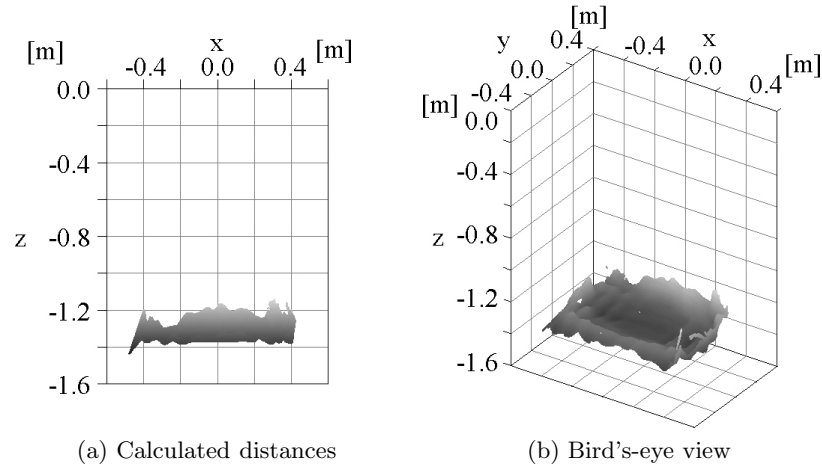 x
[m] -0.4 0.0 0.4 [m]
0.0
-0.4
z -0.8
-1.2
-1.6
(a) Calculated distances
[m]
y 0.4 -0.4 x
0.0 0.0 [m]
-0.4 0.4
[m] 0.0
-0.4
z -0.8
-1.2
-1.6
(b) Bird's-eye view